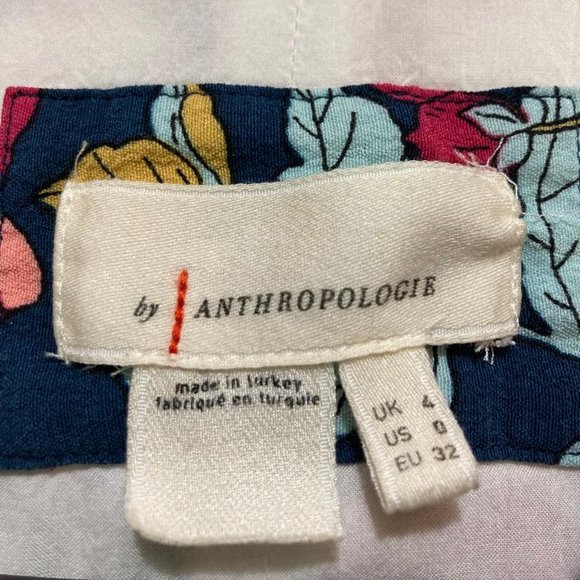 by ANTHROPOLOGIE
made in turkey
fabriqué en turquie
UK 4
US 0
EU 32